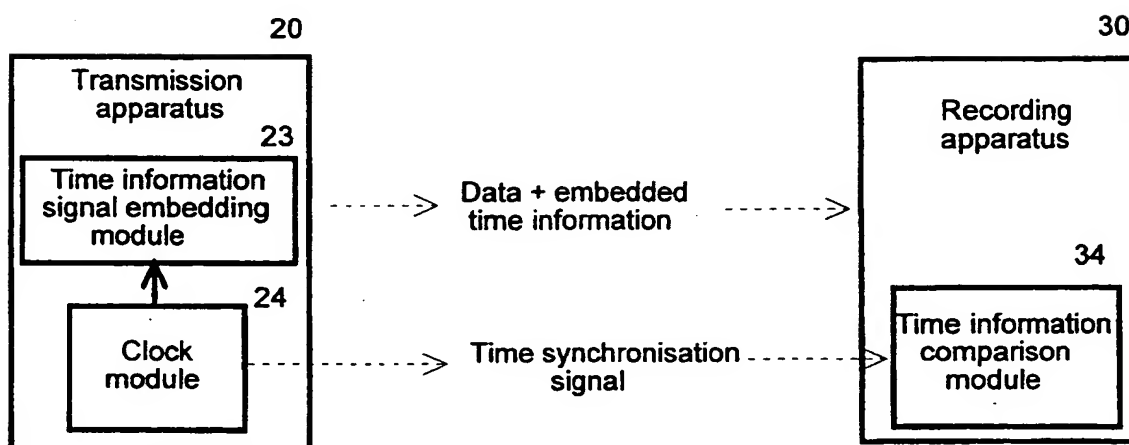 20
Transmission
apparatus
23
Time information
signal embedding
module
24
Clock
module
Data + embedded
time information
Time synchronisation
signal
30
Recording
apparatus
34
Time information
comparison
module